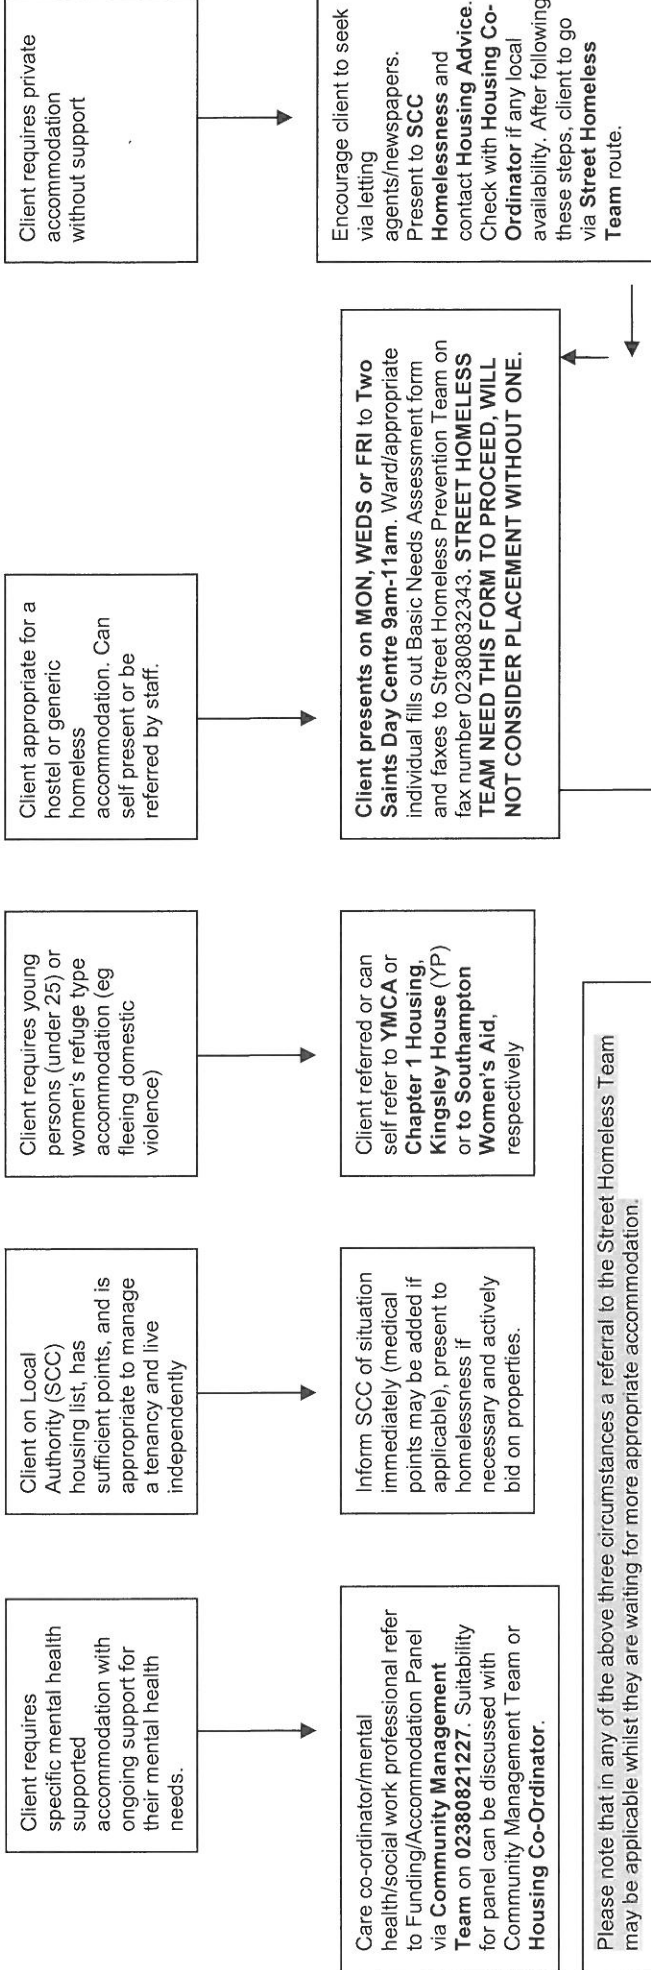 Client requires
specific mental health
supported
accommodation with
ongoing support for
their mental health
needs.
Client on Local
Authority (SCC)
housing list, has
sufficient points, and is
appropriate to manage
a tenancy and live
independently
Client requires young
persons (under 25) or
women's refuge type
accommodation (eg
fleeing domestic
violence)
Client appropriate for a
hostel or generic
homeless
accommodation. Can
self present or be
referred by staff.
Client requires private
accommodation
without support
Care co-ordinator/mental
health/social work professional refer
to Funding/Accommodation Panel
via Community Management
Team on 02380821227. Suitability
for panel can be discussed with
Community Management Team or
Housing Co-Ordinator.
Inform SCC of situation
immediately (medical
points may be added if
applicable), present to
homelessness if
necessary and actively
bid on properties.
Client referred or can
self refer to YMCA or
Chapter 1 Housing,
Kingsley House (YP)
or to Southampton
Women's Aid,
respectively
Client presents on MON, WEDS or FRI to Two
Saints Day Centre 9am-11am. Ward/appropriate
individual fills out Basic Needs Assessment form
and faxes to Street Homeless Prevention Team on
fax number 02380832343. STREET HOMELESS
TEAM NEED THIS FORM TO PROCEED, WILL
NOT CONSIDER PLACEMENT WITHOUT ONE.
Encourage client to seek
via letting
agents/newspapers.
Present to SCC
Homelessness and
contact Housing Advice.
Check with Housing Co-
Ordinator if any local
availability. After following
these steps, client to go
via Street Homeless
Team route.
Please note that in any of the above three circumstances a referral to the Street Homeless Team
may be applicable whilst they are waiting for more appropriate accommodation.